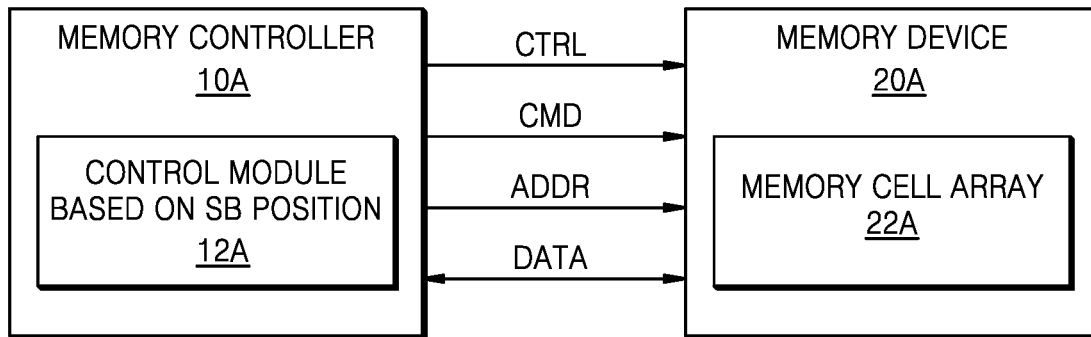 MEMORY CONTROLLER
10A
CONTROL MODULE
BASED ON SB POSITION
12A
CTRL
CMD
ADDR
DATA
MEMORY DEVICE
20A
MEMORY CELL ARRAY
22A